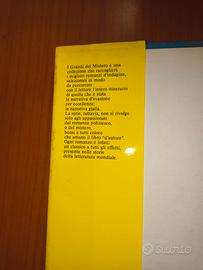 I Grandi del Mistero è una
collezione che raccoglierà
i migliori romanzi d'indagine,
selezionati in modo
da percorrere
con il lettore l'intero itinerario
di quella che è stata
la narrativa d'evasione
per eccellenza:
la narrativa gialla.
La serie, tuttavia, non si rivolge
solo agli appassionati
del romanzo poliziesco,
o del mistero,
bensì a tutti coloro
che amano il libro "d'autore".
Ogni romanzo è infatti
un classico a tutti gli effetti,
presente nelle storie
della letteratura mondiale.
subito